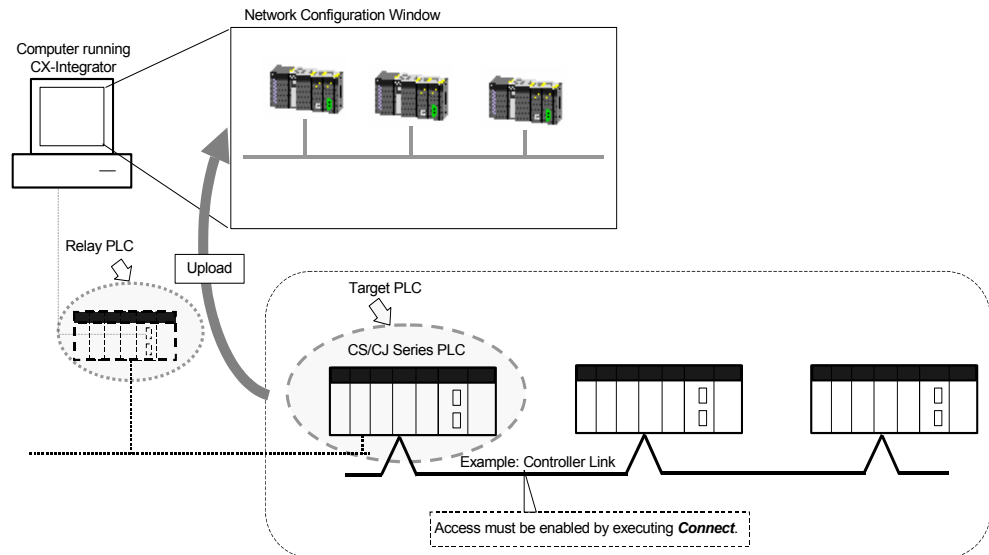 Network Configuration Window
Computer running
CX-Integrator
Relay PLC
Upload
Target PLC
CS/CJ Series PLC
Example: Controller Link
Access must be enabled by executing Connect.